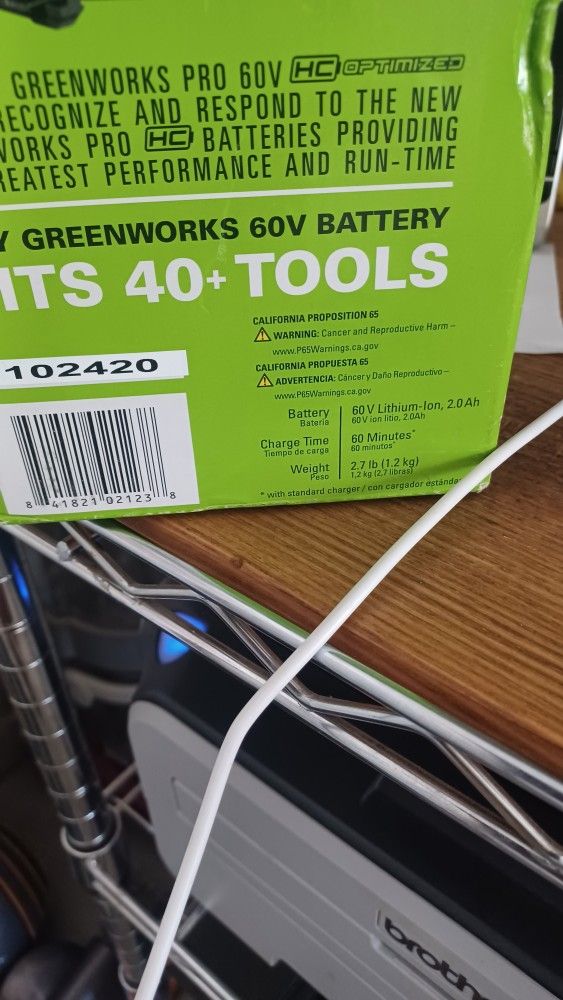 GREENWORKS PRO 60V HC OPTIMIZED
RECOGNIZE AND RESPOND TO THE NEW
WORKS PRO HC BATTERIES PROVIDING
REATEST PERFORMANCE AND RUN-TIME
Y GREENWORKS 60V BATTERY
ITS 40+ TOOLS
CALIFORNIA PROPOSITION 65
WARNING: Cancer and Reproductive Harm –
www.P65Warnings.ca.gov
CALIFORNIA PROPUESTA 65
ADVERTENCIA: Cáncer y Daño Reproductivo –
www.P65Warnings.ca.gov
102420
Battery 60V Lithium-Ion, 2.0Ah
Batería 60V ion litio, 2.0Ah
Charge Time 60 Minutes*
Tiempo de carga 60 minutos*
Weight 2.7 lb (1.2 kg)
Peso 1,2 kg (2,7 libras)
* with standard charger / con cargador estánda
8 41821 02123 8
broth